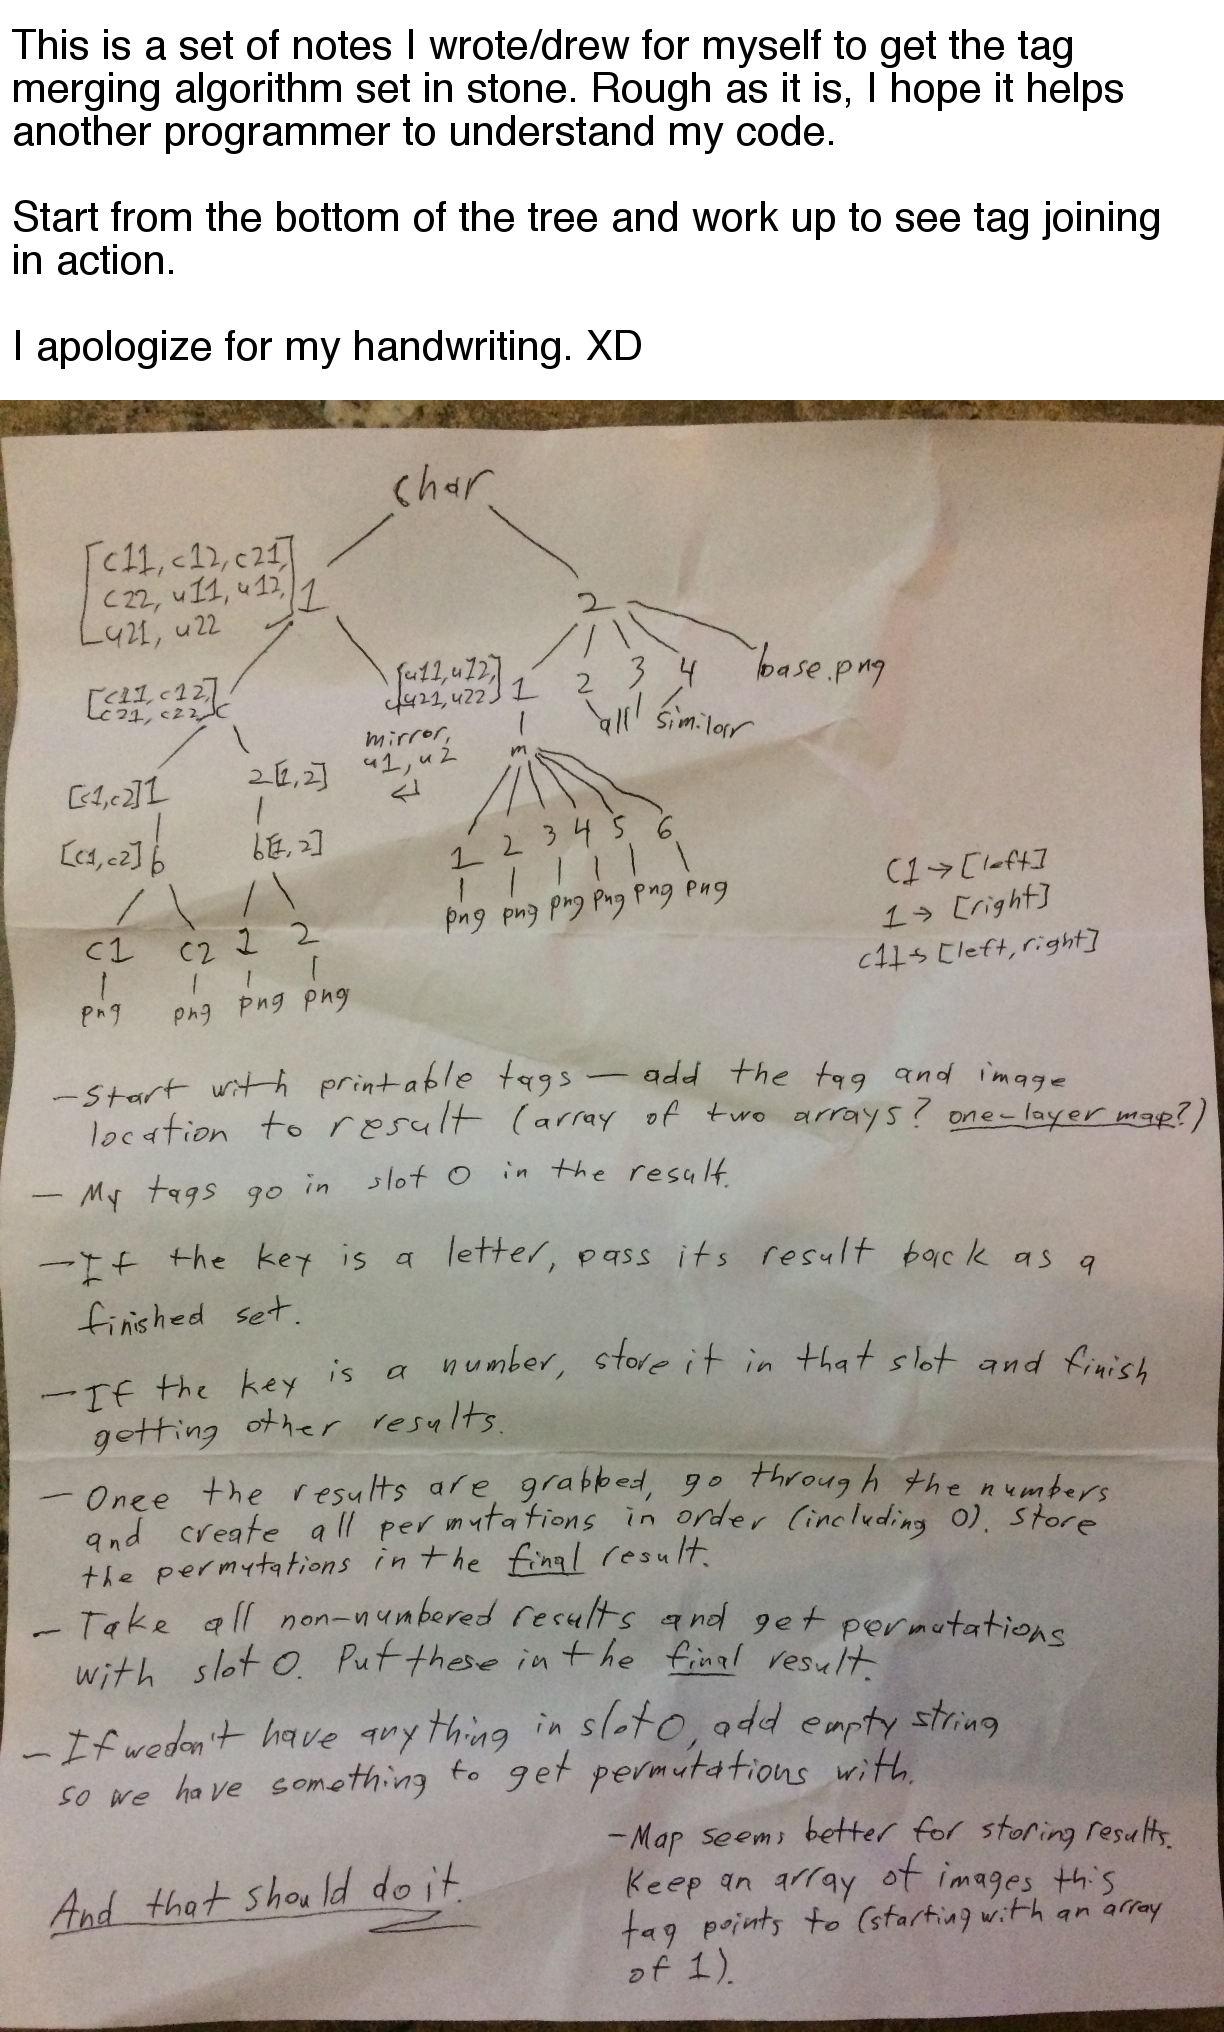 This is a set of notes I wrote/drew for myself to get the tag
merging algorithm set in stone. Rough as it is, I hope it helps
another programmer to understand my code.
Start from the bottom of the tree and work up to see tag joining
in action.
I apologize for my handwriting. XD
char
[c11, c12, c21,
c22, u11, u12,
u21, u22]
1
2
[c11, c12,
c21, c22]
c
[u11, u12,
u21, u22]
mirror,
u1, u2
1
2
3
4
base.png
all similar
m
[c1,c2]1
2[1,2]
[c1,c2]b
b[1,2]
1 2 3 4 5 6
png png png png png png
c1 c2 1 2
png png png png
C1 → [left]
1 → [right]
c11 → [left, right]
- Start with printable tags — add the tag and image
location to result (array of two arrays? one-layer map?)
- My tags go in slot 0 in the result.
- If the key is a letter, pass its result back as a
finished set.
- If the key is a number, store it in that slot and finish
getting other results.
- Once the results are grabbed, go through the numbers
and create all permutations in order (including 0). Store
the permutations in the final result.
- Take all non-numbered results and get permutations
with slot 0. Put these in the final result.
- If we don't have anything in slot 0, add empty string
so we have something to get permutations with.
- Map seems better for storing results.
Keep an array of images this
tag points to (starting with an array
of 1).
And that should do it.